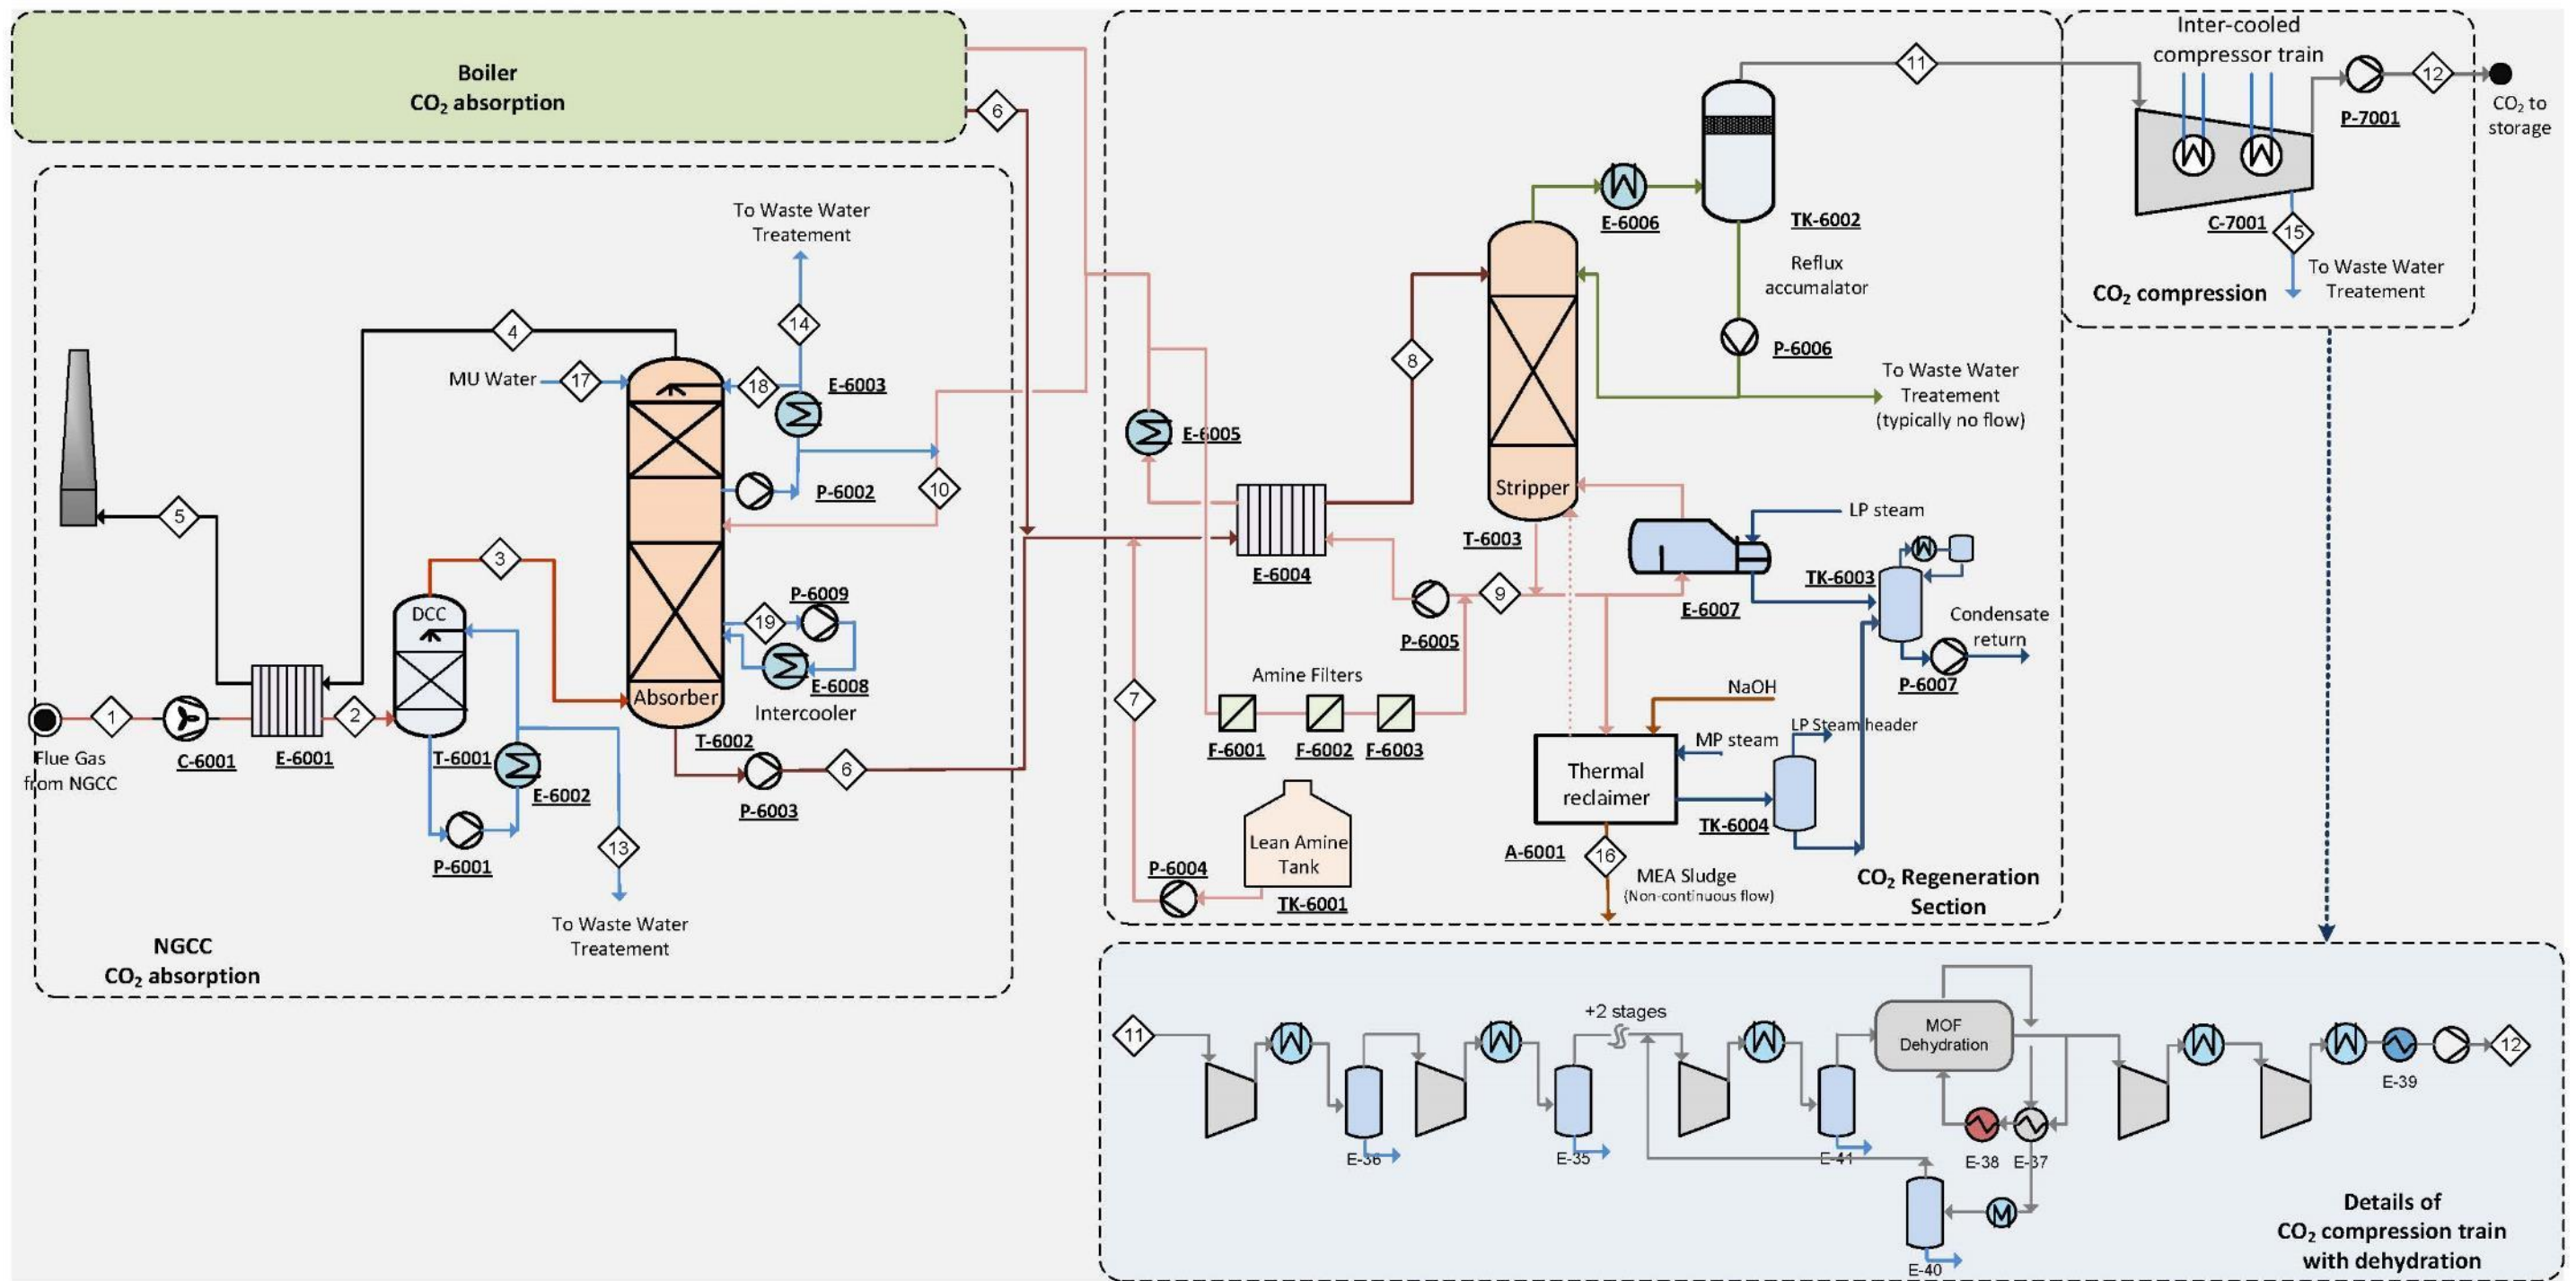 Boiler
CO₂ absorption
6
To Waste Water
Treatement
14
4
MU Water
17
18
E-6003
5
P-6002
10
3
DCC
P-6009
19
E-6008
Intercooler
Absorber
1
2
Flue Gas
from NGCC
C-6001
E-6001
T-6001
E-6002
T-6002
6
P-6003
P-6001
13
To Waste Water
Treatement
NGCC
CO₂ absorption
11
E-6006
TK-6002
Reflux
accumalator
8
P-6006
To Waste Water
Treatement
(typically no flow)
E-6005
Stripper
T-6003
E-6004
LP steam
TK-6003
9
P-6005
E-6007
Condensate
return
P-6007
7
Amine Filters
F-6001
F-6002
F-6003
NaOH
LP Steam header
MP steam
Thermal
reclaimer
TK-6004
A-6001
16
MEA Sludge
(Non-continuous flow)
Lean Amine
Tank
P-6004
TK-6001
CO₂ Regeneration
Section
Inter-cooled
compressor train
12
P-7001
CO₂ to
storage
C-7001
15
To Waste Water
Treatement
CO₂ compression
11
+2 stages
MOF
Dehydration
12
E-39
E-36
E-35
E-41
E-38
E-37
E-40
Details of
CO₂ compression train
with dehydration